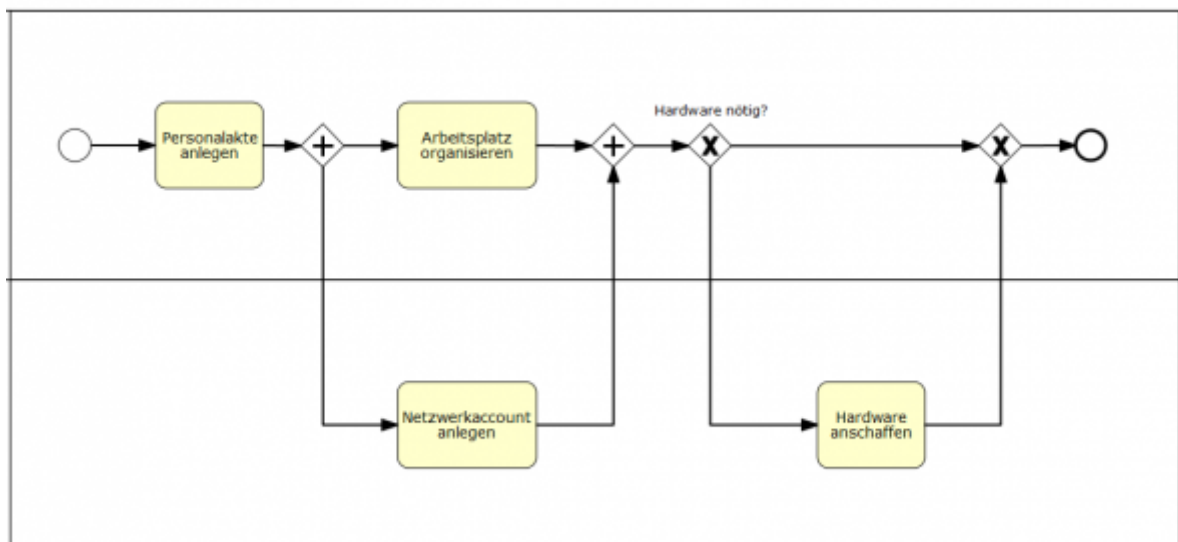 Hardware nötig?
Personalakte
anlegen
Arbeitsplatz
organisieren
Netzwerkaccount
anlegen
Hardware
anschaffen